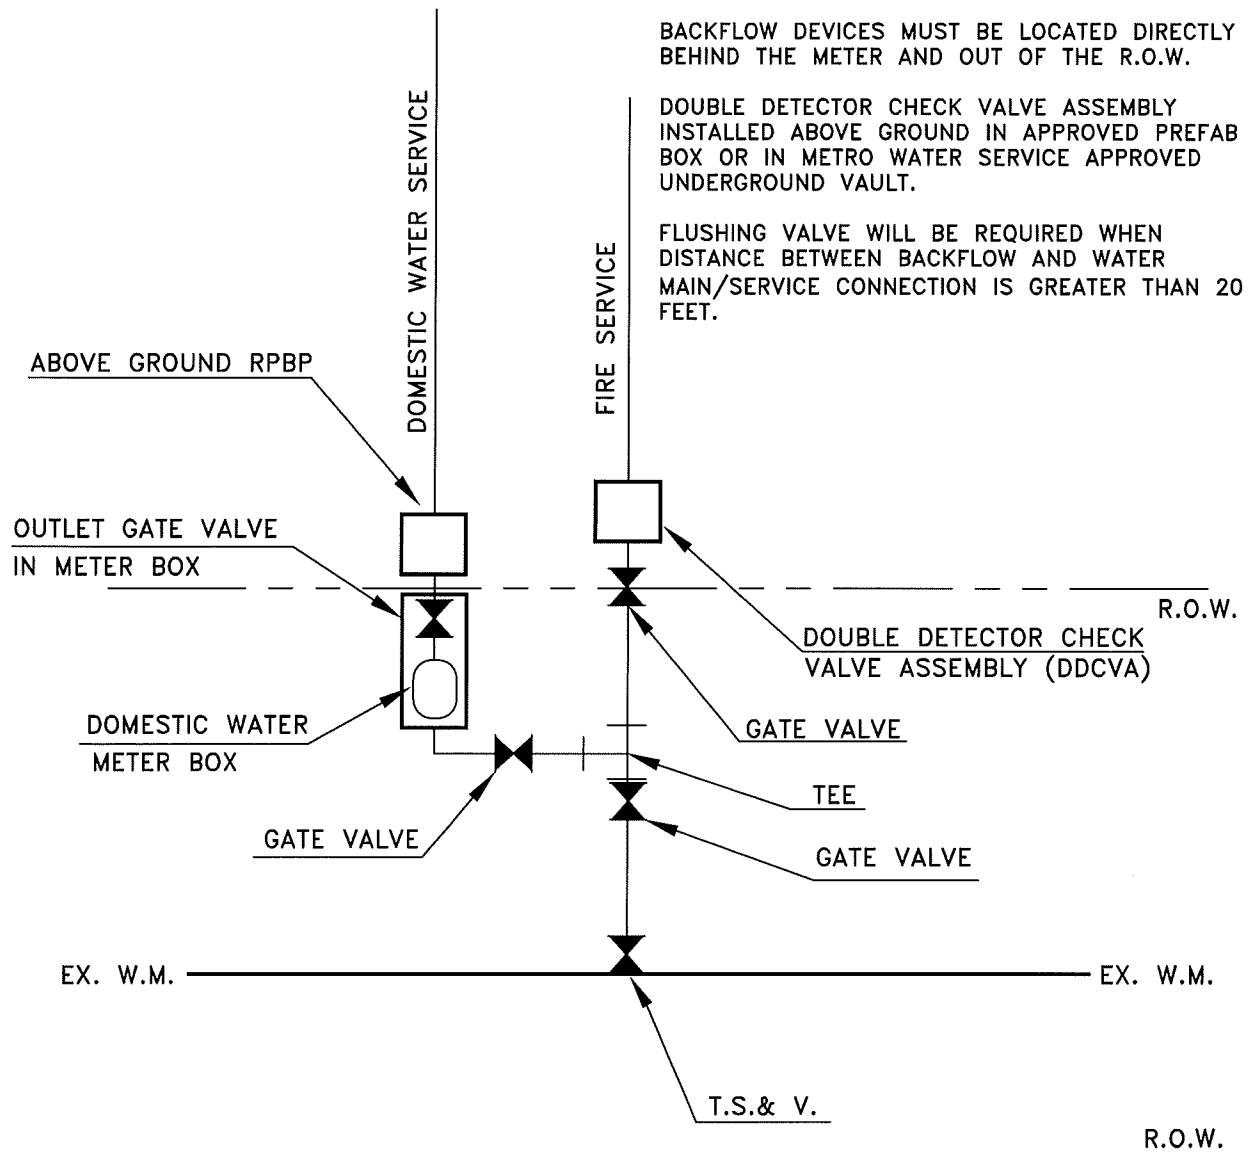 BACKFLOW DEVICES MUST BE LOCATED DIRECTLY
BEHIND THE METER AND OUT OF THE R.O.W.
DOUBLE DETECTOR CHECK VALVE ASSEMBLY
INSTALLED ABOVE GROUND IN APPROVED PREFAB
BOX OR IN METRO WATER SERVICE APPROVED
UNDERGROUND VAULT.
FLUSHING VALVE WILL BE REQUIRED WHEN
DISTANCE BETWEEN BACKFLOW AND WATER
MAIN/SERVICE CONNECTION IS GREATER THAN 20
FEET.
DOMESTIC WATER SERVICE
FIRE SERVICE
ABOVE GROUND RPBP
OUTLET GATE VALVE
IN METER BOX
R.O.W.
DOUBLE DETECTOR CHECK
VALVE ASSEMBLY (DDCVA)
DOMESTIC WATER
METER BOX
GATE VALVE
TEE
GATE VALVE
GATE VALVE
EX. W.M.
EX. W.M.
T.S.& V.
R.O.W.